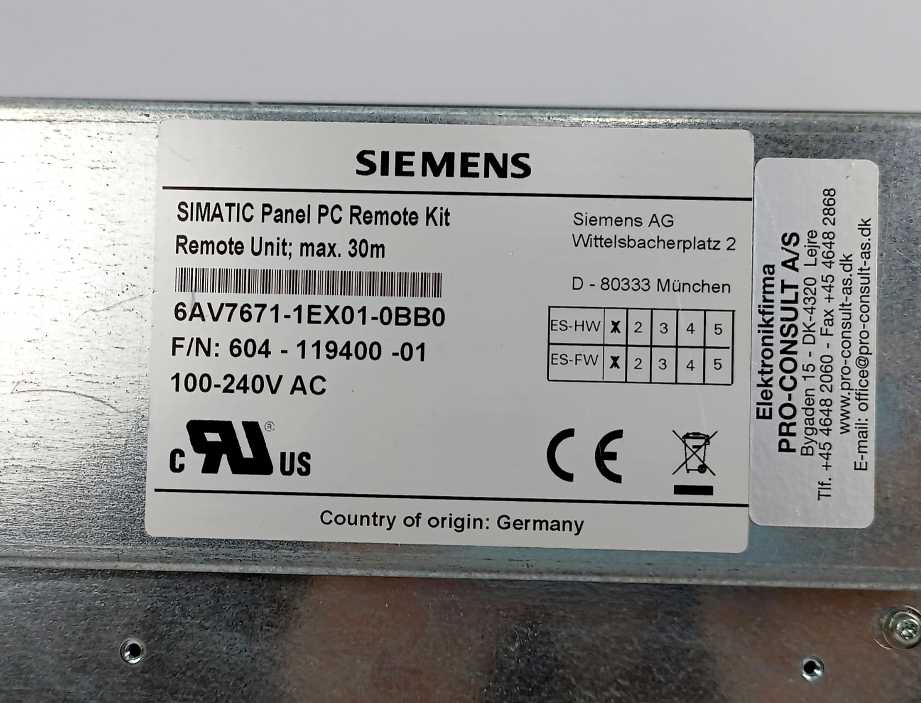 SIEMENS
SIMATIC Panel PC Remote Kit
Remote Unit; max. 30m
6AV7671-1EX01-0BB0
F/N: 604 - 119400 -01
100-240V AC
Siemens AG
Wittelsbacherplatz 2
D - 80333 München
ES-HW X 2 3 4 5
ES-FW X 2 3 4 5
c RU ® US
CE
Country of origin: Germany
Elektronikfirma
PRO-CONSULT A/S
Bygaden 15 - DK-4320 Lejre
Tlf. +45 4648 2060 - Fax +45 4648 2868
www.pro-consult-as.dk
E-mail: office@pro-consult-as.dk